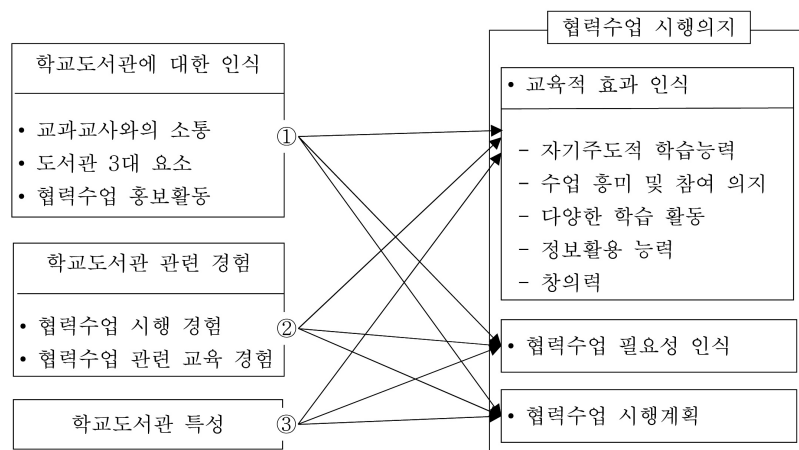 학교도서관에 대한 인식
• 교과교사와의 소통
• 도서관 3대 요소
• 협력수업 홍보활동
①
학교도서관 관련 경험
• 협력수업 시행 경험
• 협력수업 관련 교육 경험
②
학교도서관 특성
③
협력수업 시행의지
• 교육적 효과 인식
- 자기주도적 학습능력
- 수업 흥미 및 참여 의지
- 다양한 학습 활동
- 정보활용 능력
- 창의력
• 협력수업 필요성 인식
• 협력수업 시행계획